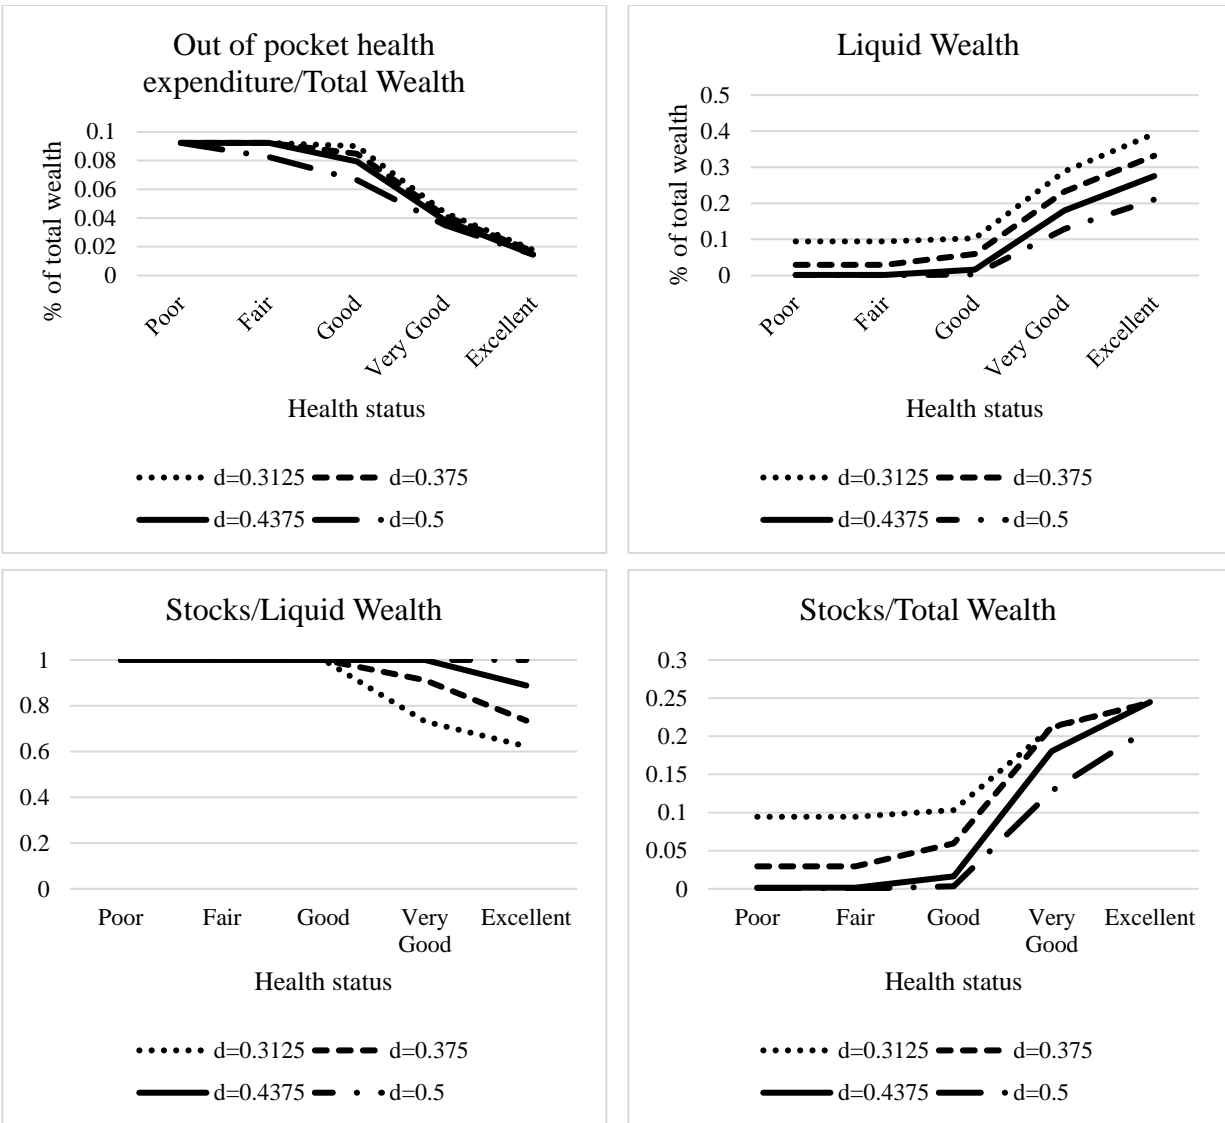 Out of pocket health
expenditure/Total Wealth
% of total wealth
0.1
0.08
0.06
0.04
0.02
0
Poor
Fair
Good
Very Good
Excellent
Health status
d=0.3125
d=0.375
d=0.4375
d=0.5
Liquid Wealth
% of total wealth
0.5
0.4
0.3
0.2
0.1
0
Poor
Fair
Good
Very Good
Excellent
Health status
d=0.3125
d=0.375
d=0.4375
d=0.5
Stocks/Liquid Wealth
1
0.8
0.6
0.4
0.2
0
Poor
Fair
Good
Very
Good
Excellent
Health status
d=0.3125
d=0.375
d=0.4375
d=0.5
Stocks/Total Wealth
0.3
0.25
0.2
0.15
0.1
0.05
0
Poor
Fair
Good
Very
Good
Excellent
Health status
d=0.3125
d=0.375
d=0.4375
d=0.5